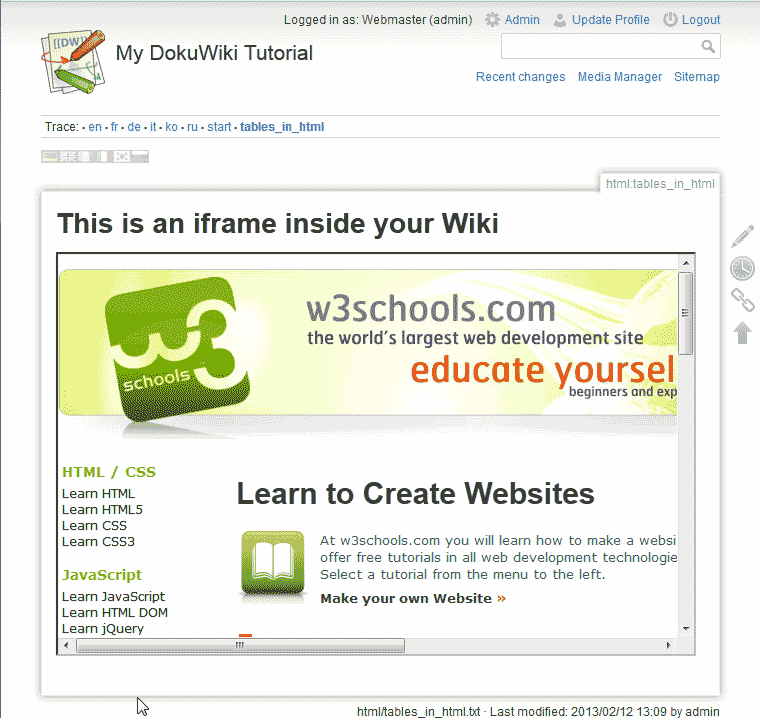 Logged in as: Webmaster (admin) Admin Update Profile Logout
[[DW]]
My DokuWiki Tutorial
Recent changes Media Manager Sitemap
Trace: • en • fr • de • it • ko • ru • start • tables_in_html
html:tables_in_html
This is an iframe inside your Wiki
w3schools.com
the world's largest web development site
educate yoursel
beginners and exp
w3
schools
HTML / CSS
Learn HTML
Learn HTML5
Learn CSS
Learn CSS3
JavaScript
Learn JavaScript
Learn HTML DOM
Learn jQuery
Learn to Create Websites
At w3schools.com you will learn how to make a websi
offer free tutorials in all web development technologie
Select a tutorial from the menu to the left.
Make your own Website »
html/tables_in_html.txt · Last modified: 2013/02/12 13:09 by admin